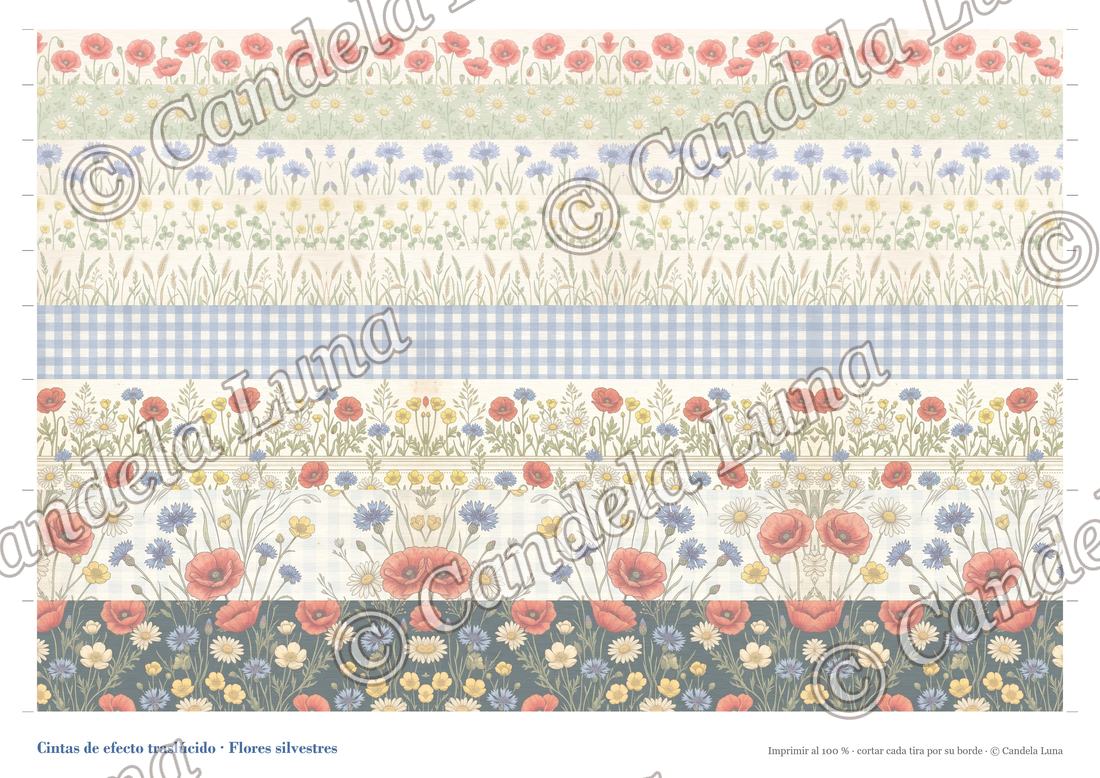 © Candela Luna
© Candela Luna
©
Candela Luna
© Candela Luna
© Candela
Cintas de efecto traslúcido · Flores silvestres
Imprimir al 100 % · cortar cada tira por su borde · © Candela Luna